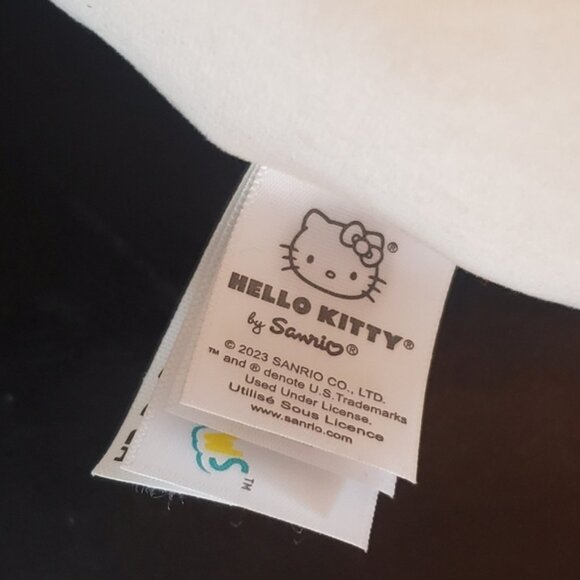 ®
HELLO KITTY®
by Sanrio®
© 2023 SANRIO CO., LTD.
™ and ® denote U.S.Trademarks
Used Under License.
Utilisé Sous Licence
www.sanrio.com
™